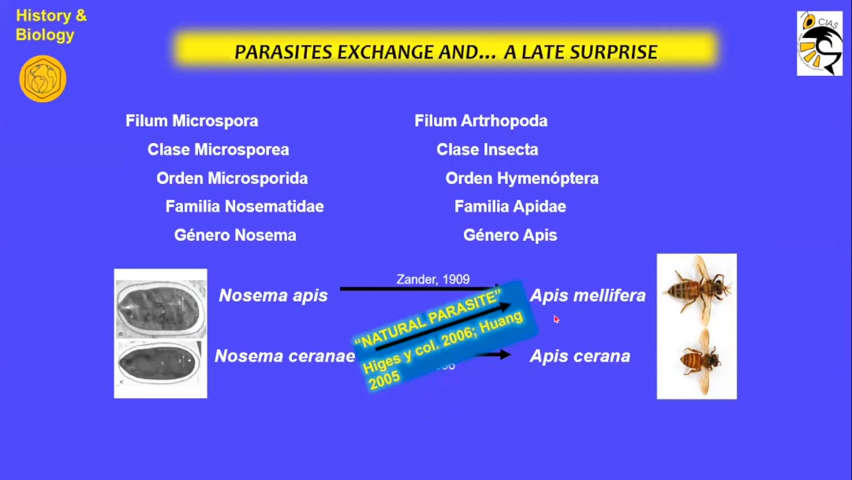 History &
Biology
PARASITES EXCHANGE AND... A LATE SURPRISE
CIAS
Filum Microspora
Clase Microsporea
Orden Microsporida
Familia Nosematidae
Género Nosema
Filum Artrhopoda
Clase Insecta
Orden Hymenóptera
Familia Apidae
Género Apis
Nosema apis
Zander, 1909
Apis mellifera
"NATURAL PARASITE"
Higes y col. 2006; Huang
2005
Nosema ceranae
Apis cerana